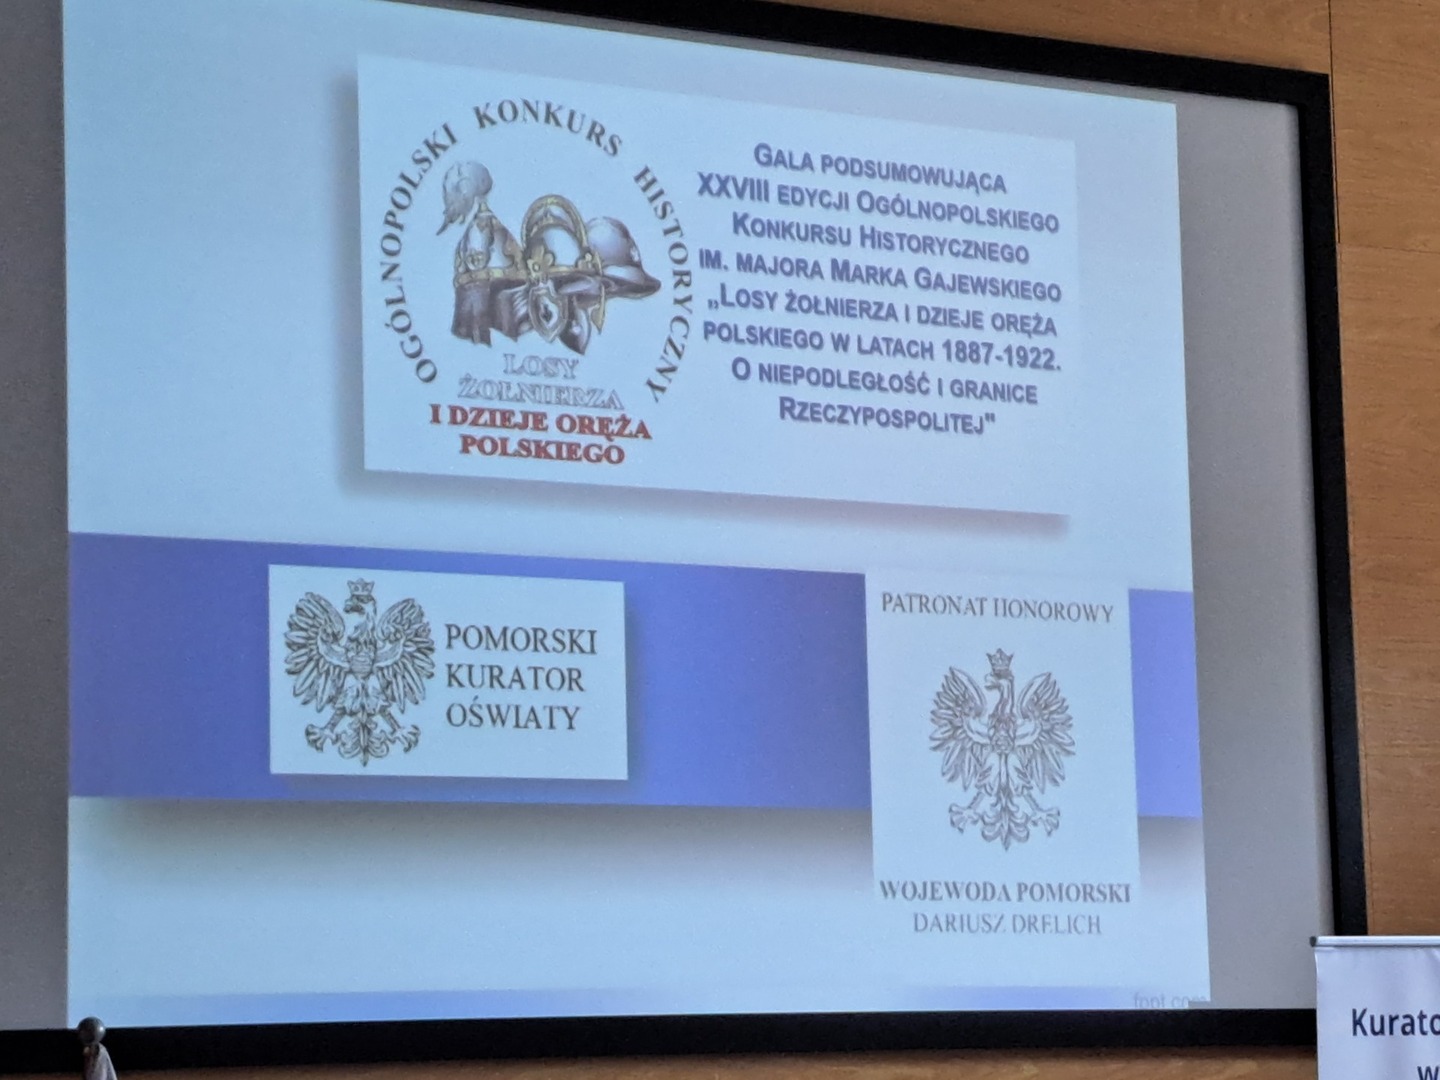 OGÓLNOPOLSKI KONKURS HISTORYCZNY
LOSY
ŻOŁNIERZA
I DZIEJE ORĘŻA
POLSKIEGO
GALA PODSUMOWUJĄCA
XXVIII EDYCJI OGÓLNOPOLSKIEGO
KONKURSU HISTORYCZNEGO
IM. MAJORA MARKA GAJEWSKIEGO
„LOSY ŻOŁNIERZA I DZIEJE ORĘŻA
POLSKIEGO W LATACH 1887-1922.
O NIEPODLEGŁOŚĆ I GRANICE
RZECZYPOSPOLITEJ"
POMORSKI
KURATOR
OŚWIATY
PATRONAT HONOROWY
WOJEWODA POMORSKI
DARIUSZ DRELICH
fppt.com
Kurato
w